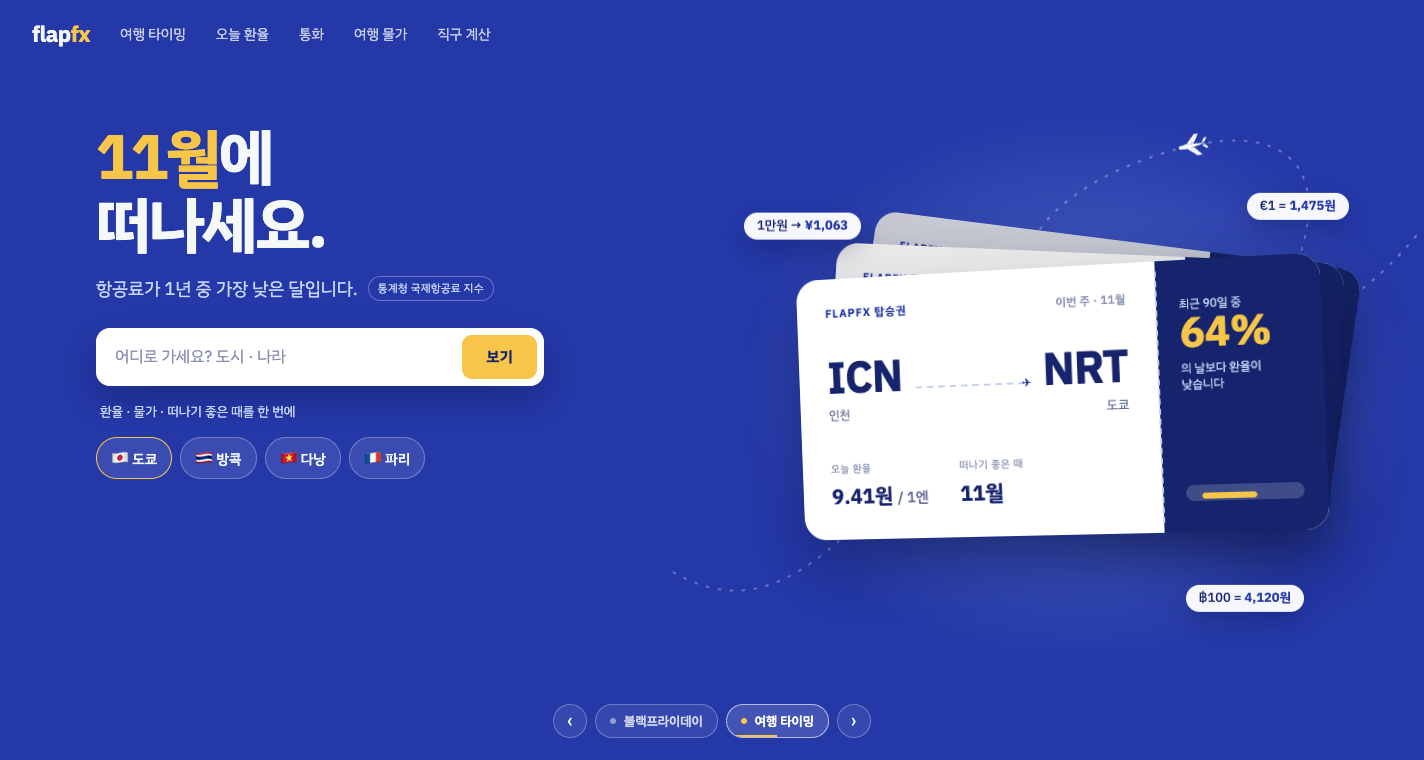 flapfx
여행 타이밍
오늘 환율
통화
여행 물가
직구 계산
11월에
떠나세요.
항공료가 1년 중 가장 낮은 달입니다.
통계청 국제항공료 지수
어디로 가세요? 도시 · 나라
보기
환율 · 물가 · 떠나기 좋은 때를 한 번에
도쿄
방콕
다낭
파리
1만원 → ¥1,063
€1 = 1,475원
FLAPFX 탑승권
이번 주 · 11월
ICN
NRT
인천
도쿄
오늘 환율
떠나기 좋은 때
9.41원 / 1엔
11월
최근 90일 중
64%
의 날보다 환율이
낮습니다
฿100 = 4,120원
‹
블랙프라이데이
여행 타이밍
›